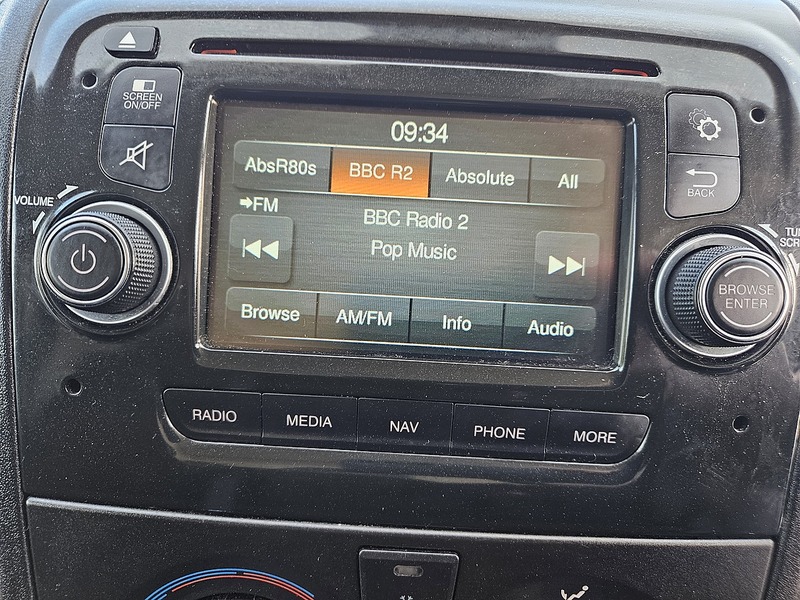 SCREEN
ON/OFF
VOLUME
09:34
AbsR80s BBC R2 Absolute All
➔FM
BBC Radio 2
Pop Music
Browse AM/FM Info Audio
BACK
BROWSE
ENTER
RADIO MEDIA NAV PHONE MORE